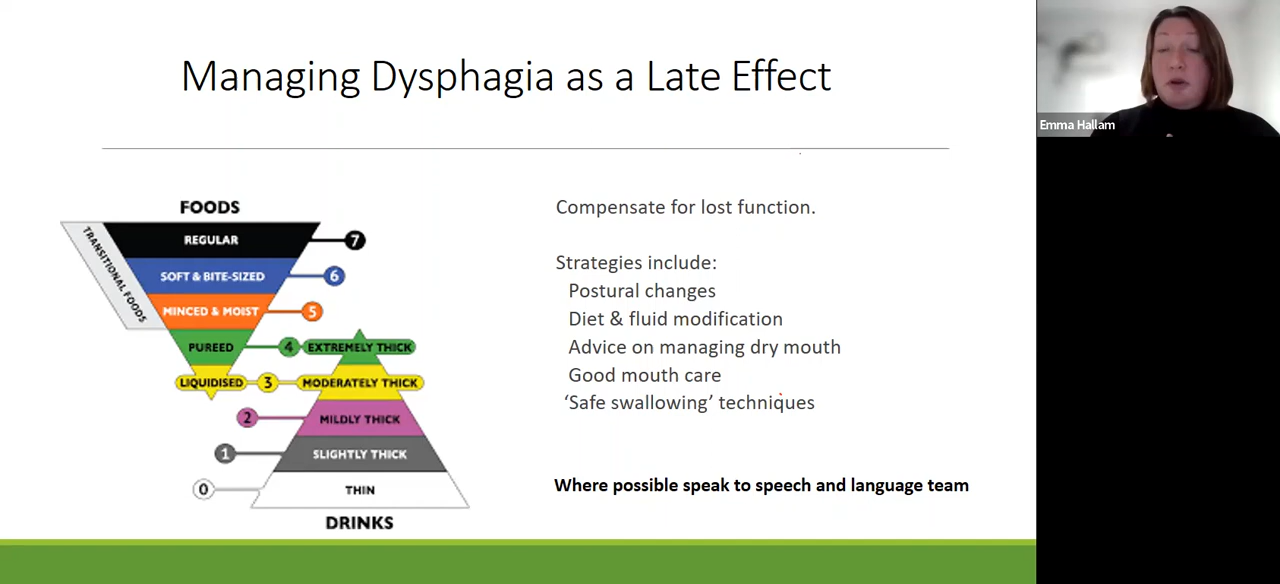 Managing Dysphagia as a Late Effect
Emma Hallam
FOODS
TRANSITIONAL FOODS
REGULAR
7
SOFT & BITE-SIZED
6
MINCED & MOIST
5
PUREED
4
EXTREMELY THICK
LIQUIDISED
3
MODERATELY THICK
2
MILDLY THICK
1
SLIGHTLY THICK
0
THIN
DRINKS
Compensate for lost function.
Strategies include:
Postural changes
Diet & fluid modification
Advice on managing dry mouth
Good mouth care
‘Safe swallowing’ techniques
Where possible speak to speech and language team